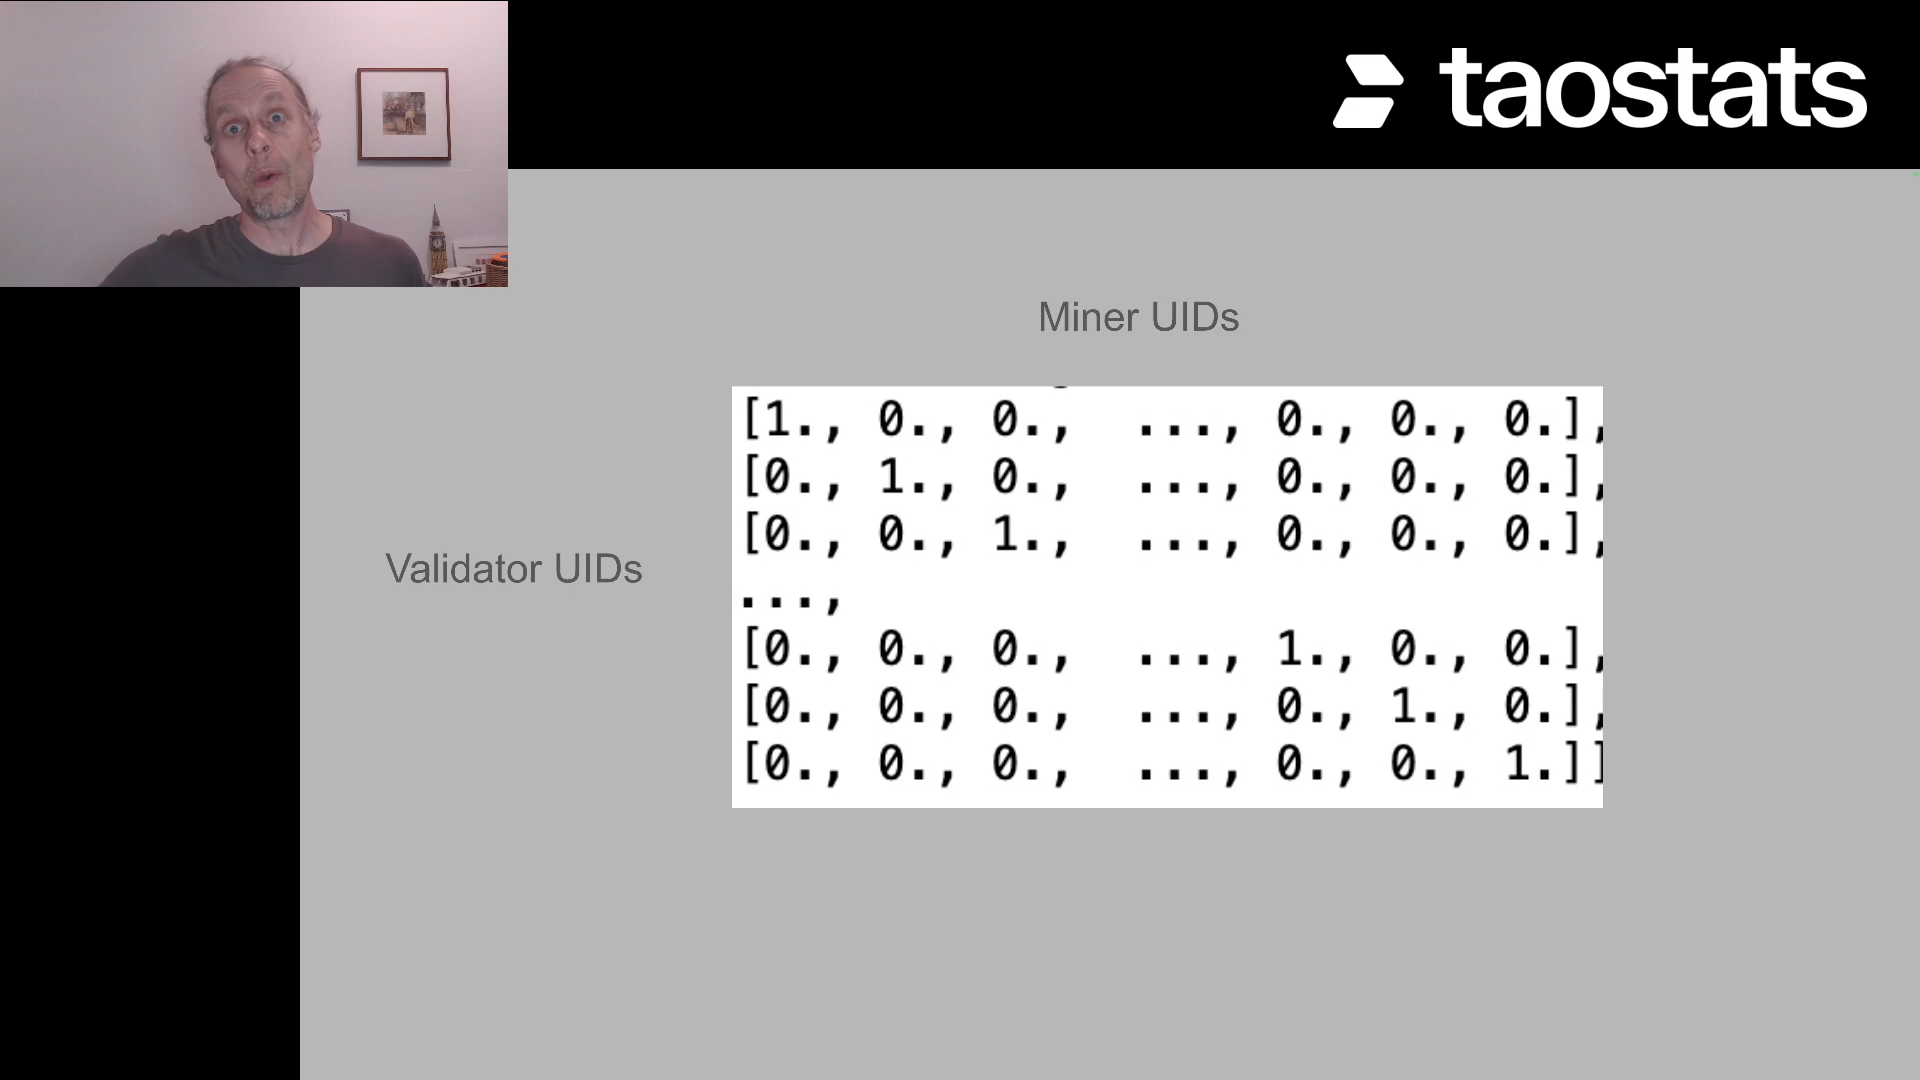 taostats
Miner UIDs
Validator UIDs
[1., 0., 0., ..., 0., 0., 0.],
[0., 1., 0., ..., 0., 0., 0.],
[0., 0., 1., ..., 0., 0., 0.],
...,
[0., 0., 0., ..., 1., 0., 0.],
[0., 0., 0., ..., 0., 1., 0.],
[0., 0., 0., ..., 0., 0., 1.]]